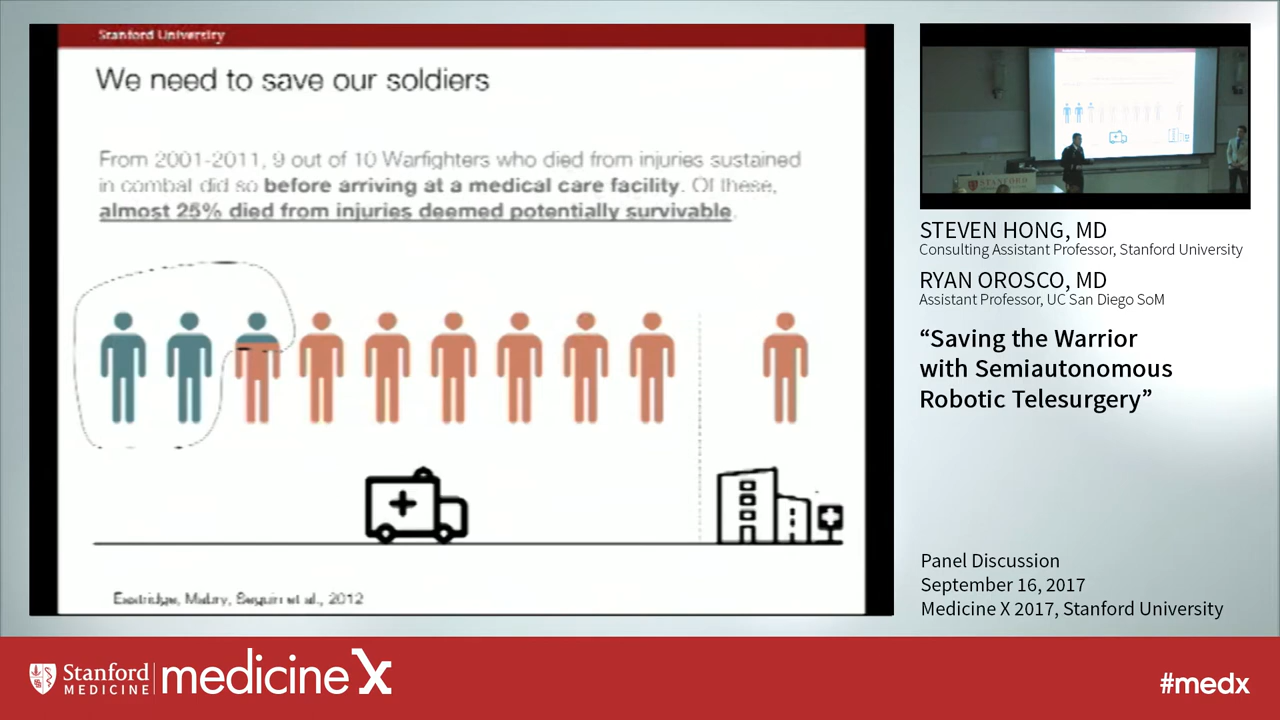 Stanford University
We need to save our soldiers
From 2001-2011, 9 out of 10 Warfighters who died from injuries sustained
in combat did so before arriving at a medical care facility. Of these,
almost 25% died from injuries deemed potentially survivable.
Eastridge, Mabry, Seguin et al., 2012
STANFORD
STEVEN HONG, MD
Consulting Assistant Professor, Stanford University
RYAN OROSCO, MD
Assistant Professor, UC San Diego SoM
“Saving the Warrior
with Semiautonomous
Robotic Telesurgery”
Panel Discussion
September 16, 2017
Medicine X 2017, Stanford University
Stanford
MEDICINE
medicineX
#medx